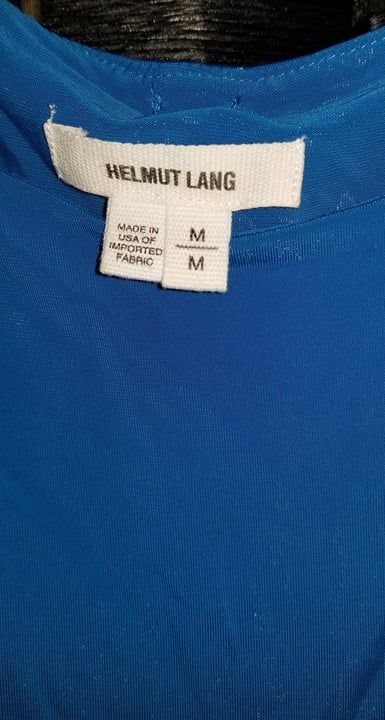 HELMUT LANG
MADE IN
USA OF
IMPORTED
FABRIC
M
M